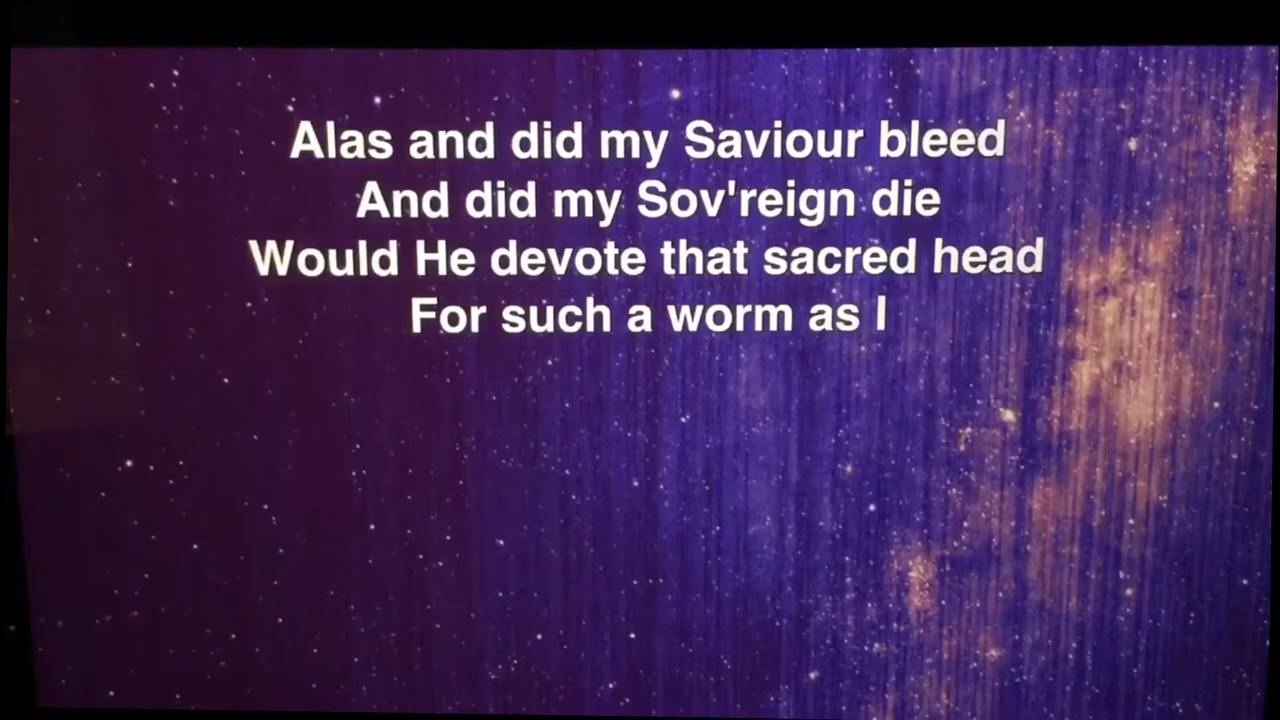 Alas and did my Saviour bleed
And did my Sov'reign die
Would He devote that sacred head
For such a worm as I